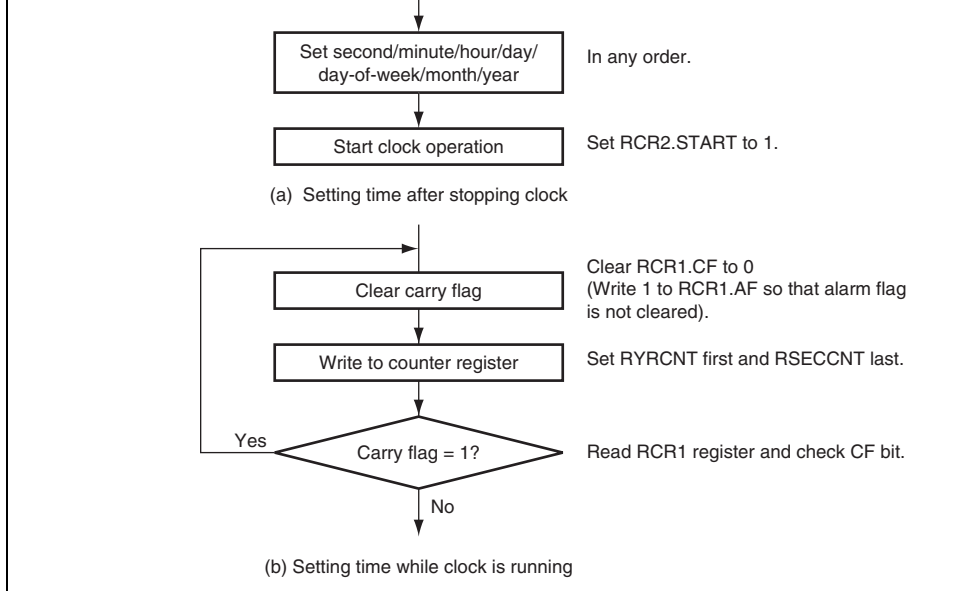 Set second/minute/hour/day/
day-of-week/month/year
In any order.
Start clock operation
Set RCR2.START to 1.
(a) Setting time after stopping clock
Clear carry flag
Clear RCR1.CF to 0
(Write 1 to RCR1.AF so that alarm flag
is not cleared).
Write to counter register
Set RYRCNT first and RSECCNT last.
Yes
Carry flag = 1?
Read RCR1 register and check CF bit.
No
(b) Setting time while clock is running